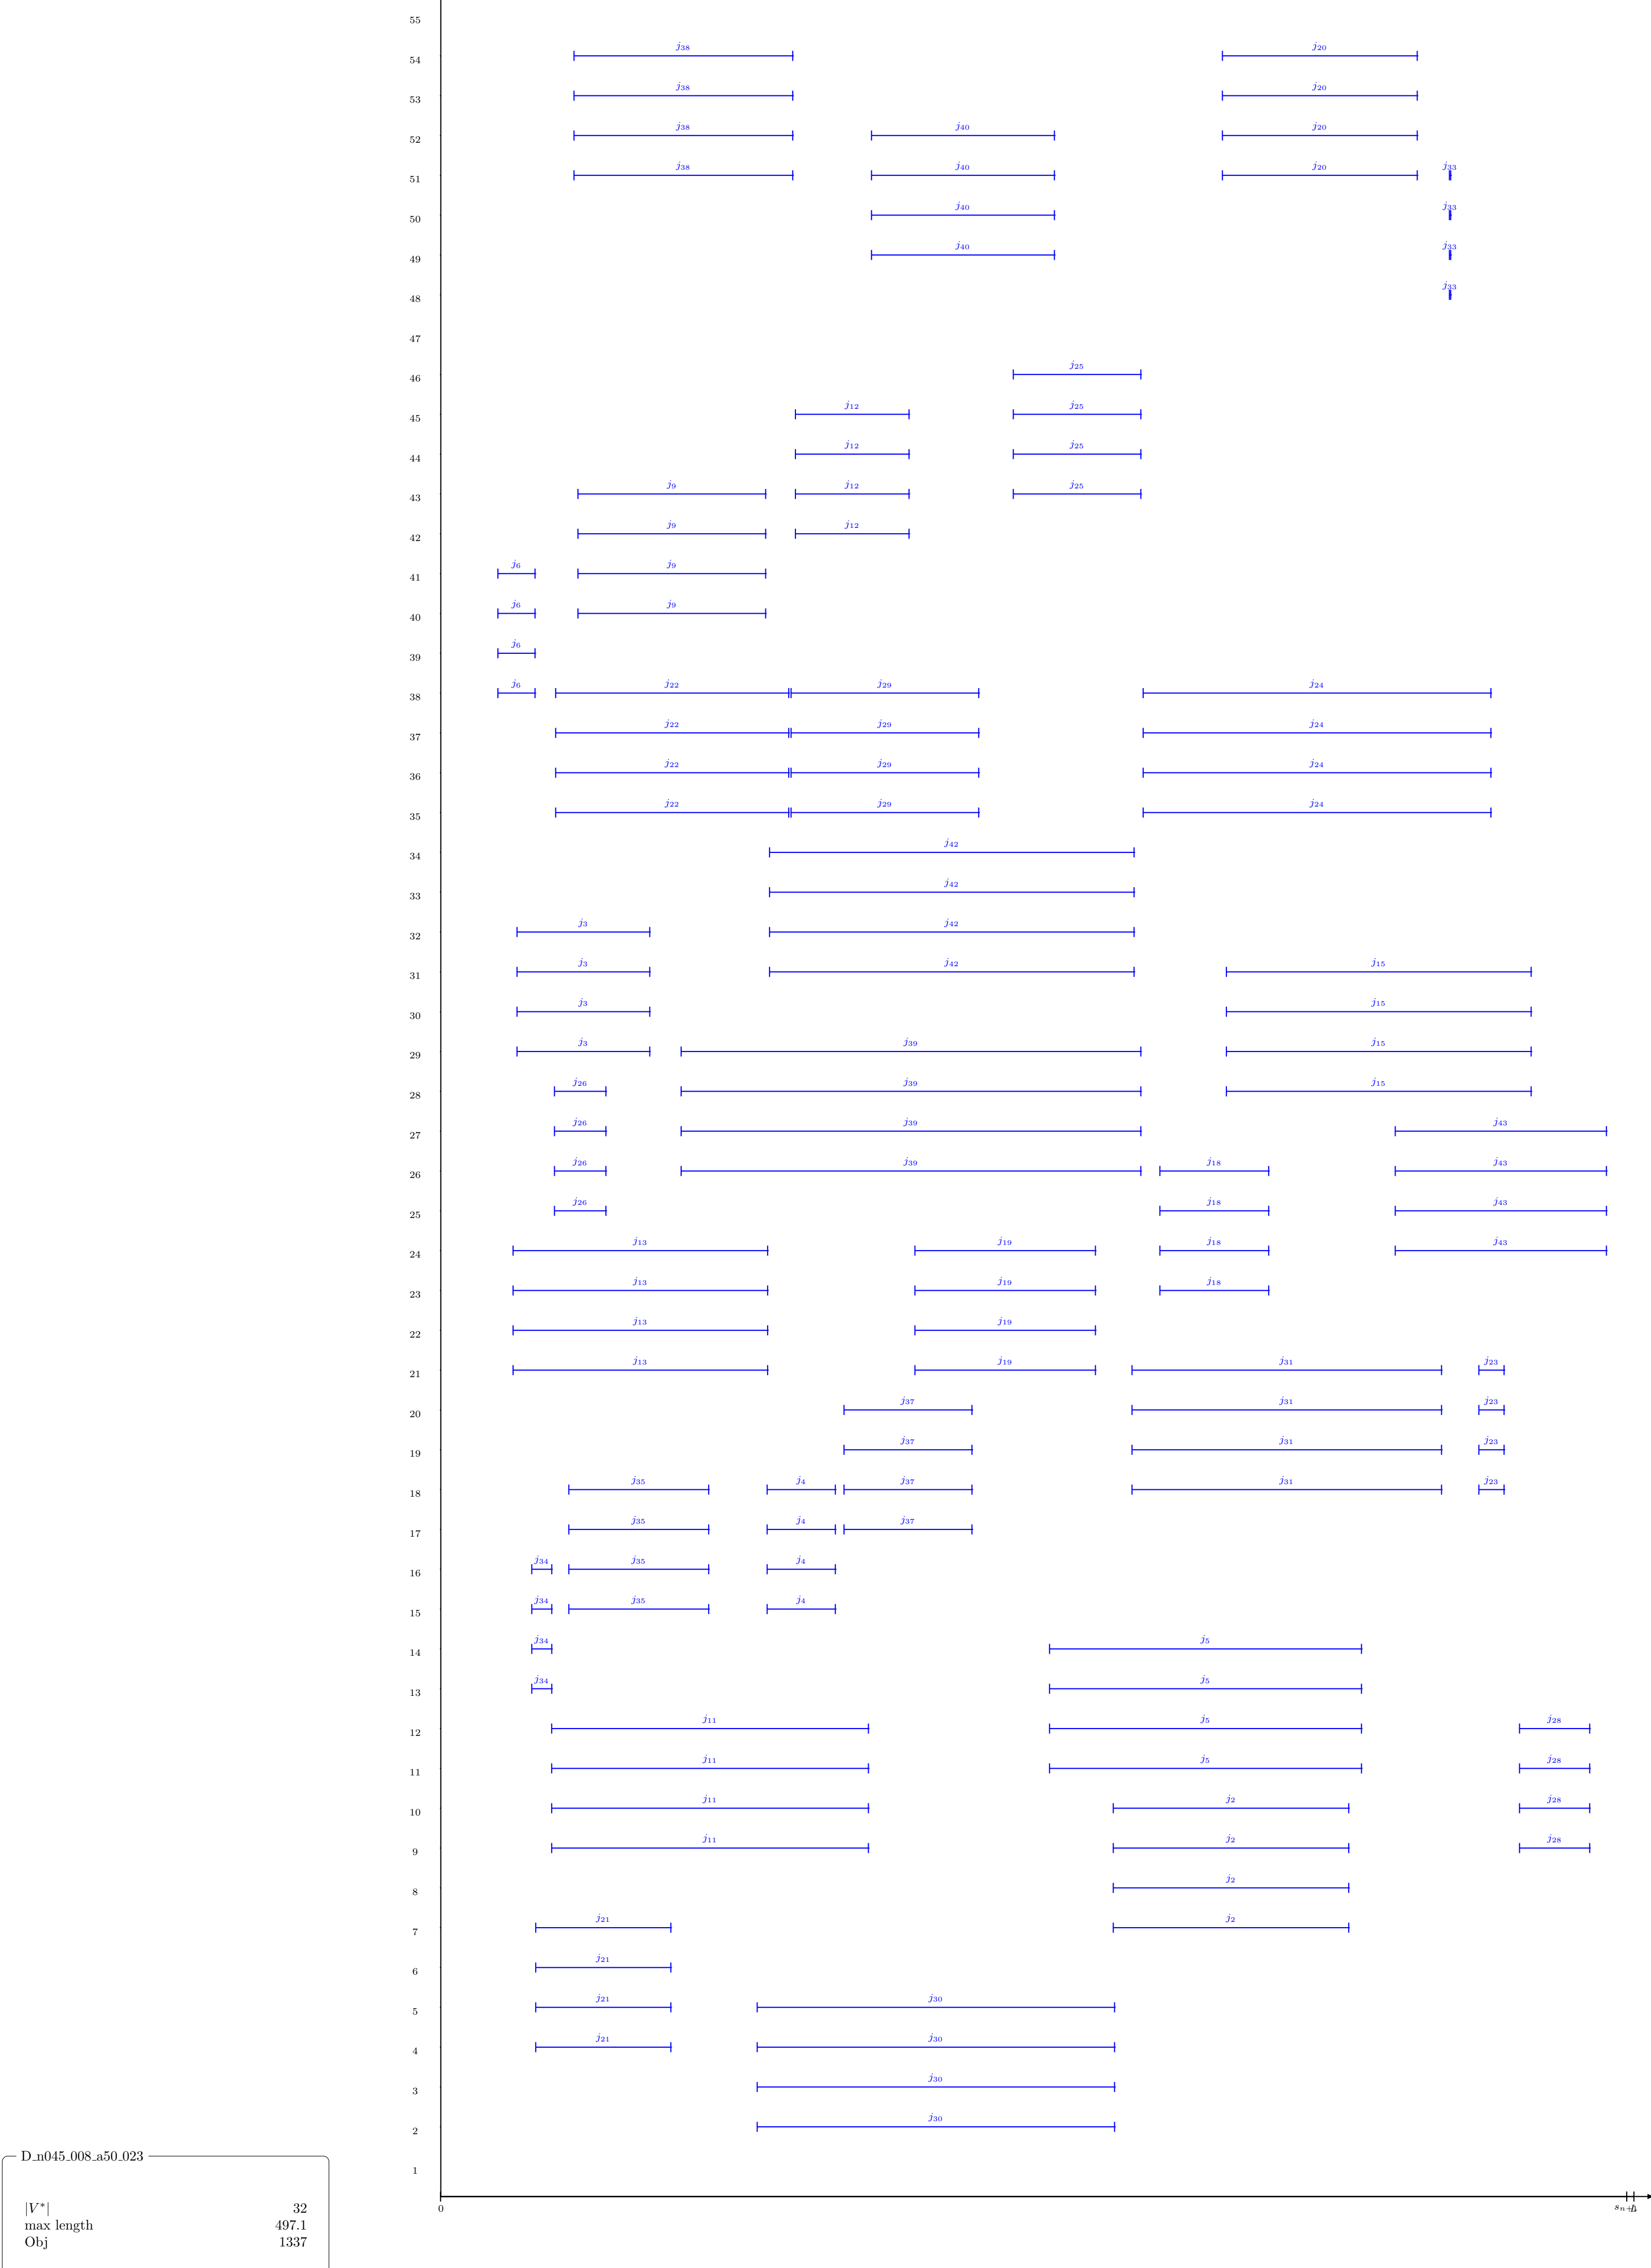 55
54 j38 j20
53 j38 j20
52 j38 j40 j20
51 j38 j40 j20 j33
50 j40 j33
49 j40 j33
48 j33
47
46 j25
45 j12 j25
44 j12 j25
43 j9 j12 j25
42 j9 j12
41 j6 j9
40 j6 j9
39 j6
38 j6 j22 j29 j24
37 j22 j29 j24
36 j22 j29 j24
35 j22 j29 j24
34 j42
33 j42
32 j3 j42
31 j3 j42 j15
30 j3 j15
29 j3 j39 j15
28 j26 j39 j15
27 j26 j39 j43
26 j26 j39 j18 j43
25 j26 j18 j43
24 j13 j19 j18 j43
23 j13 j19 j18
22 j13 j19
21 j13 j19 j31 j23
20 j37 j31 j23
19 j37 j31 j23
18 j35 j4 j37 j31 j23
17 j35 j4 j37
16 j34 j35 j4
15 j34 j35 j4
14 j34 j5
13 j34 j5
12 j11 j5 j28
11 j11 j5 j28
10 j11 j2 j28
9 j11 j2 j28
8 j2
7 j21 j2
6 j21
5 j21 j30
4 j21 j30
3 j30
2 j30
1
0
D_n045_008_a50_023
|V*| 32
max length 497.1
Obj 1337